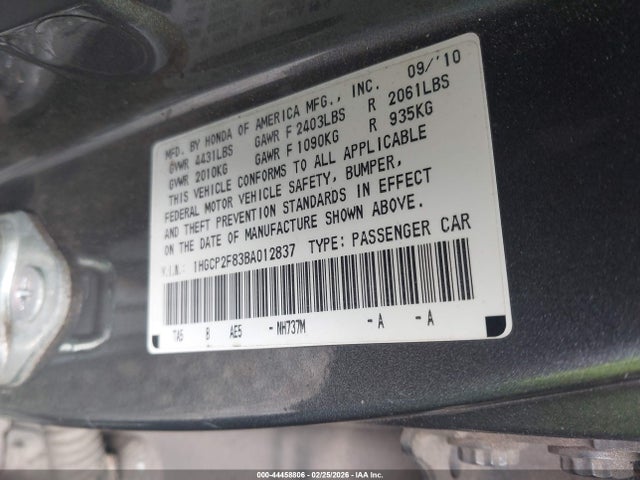 MFD. BY HONDA OF AMERICA MFG., INC. 09/'10
GVWR 4431LBS GAWR F 2403LBS R 2061LBS
GVWR 2010KG GAWR F 1090KG R 935KG
THIS VEHICLE CONFORMS TO ALL APPLICABLE
FEDERAL MOTOR VEHICLE SAFETY, BUMPER,
AND THEFT PREVENTION STANDARDS IN EFFECT
ON THE DATE OF MANUFACTURE SHOWN ABOVE.
V.I.N.: 1HGCP2F83BA012837 TYPE: PASSENGER CAR
TA5 B AE5 -NH737M -A -A
000-44458806 - 02/25/2026 - IAA Inc.